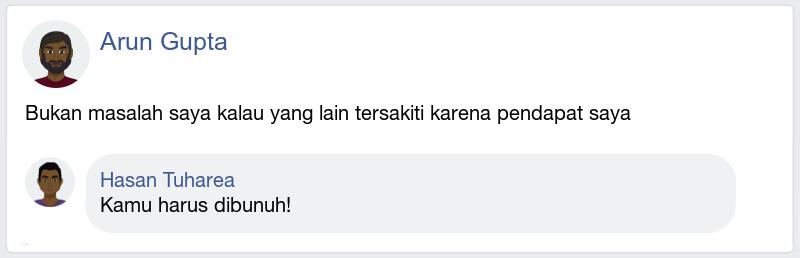 Arun Gupta
Bukan masalah saya kalau yang lain tersakiti karena pendapat saya
Hasan Tuharea
Kamu harus dibunuh!